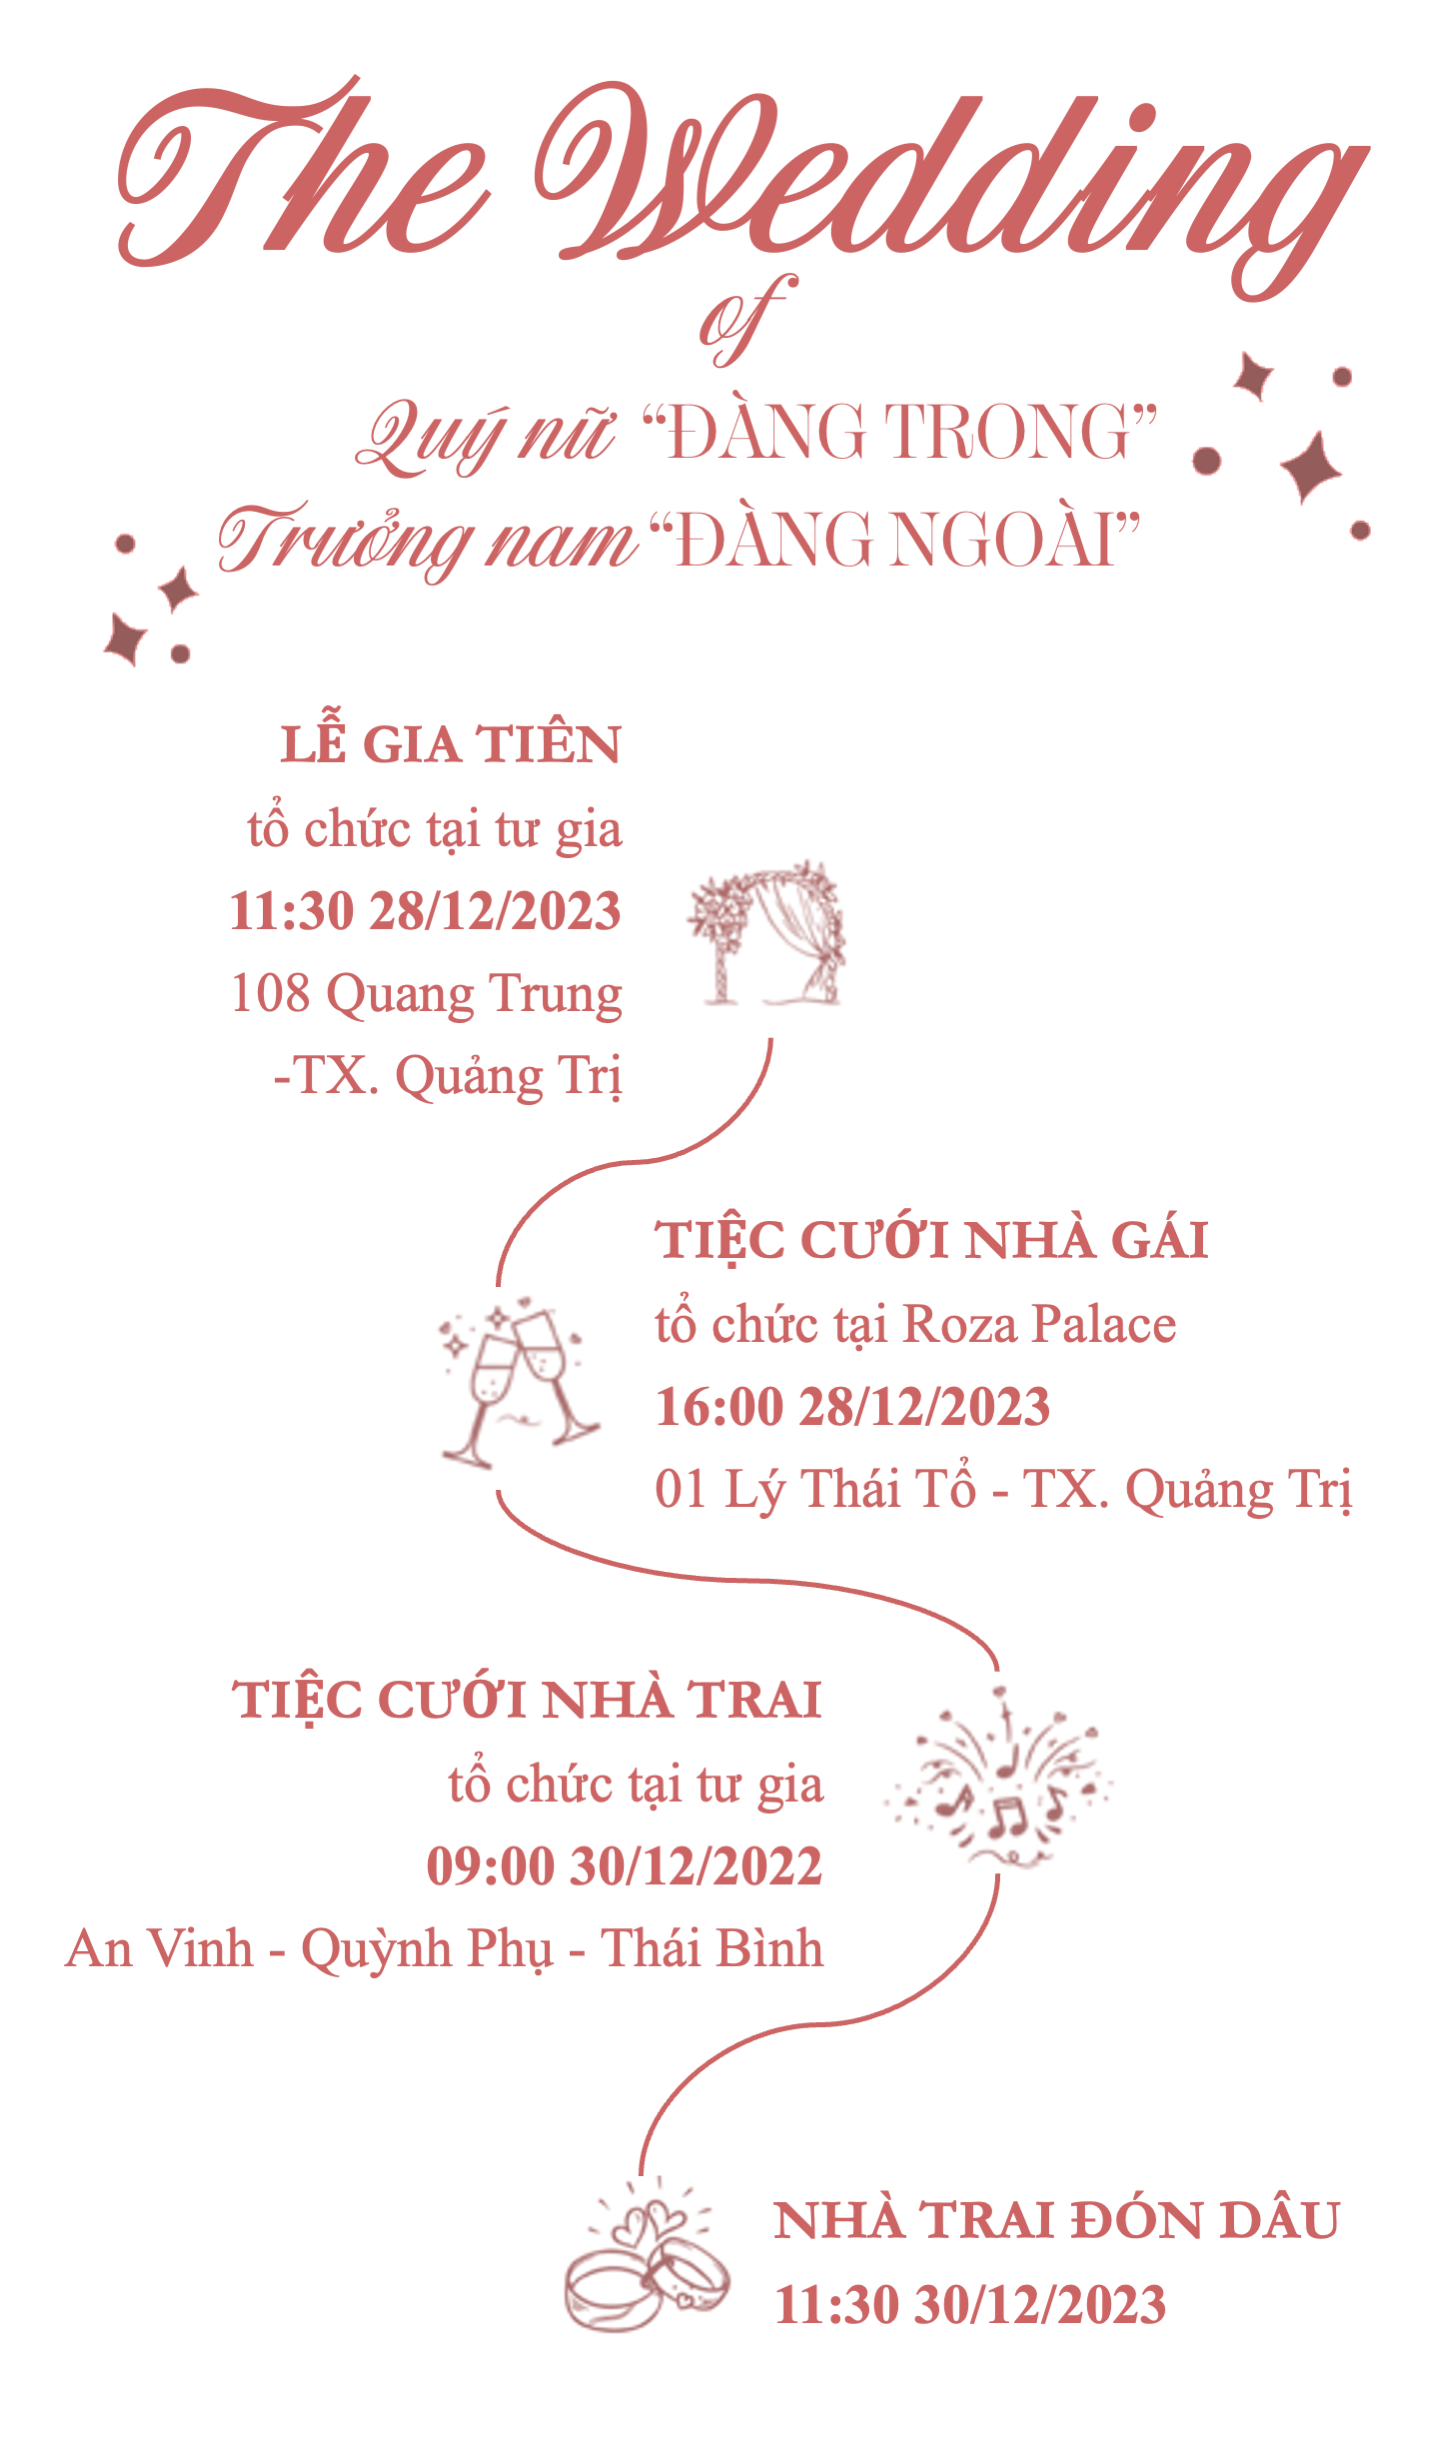 The Wedding
of
Quý nữ “ĐÀNG TRONG”
Trưởng nam “ĐÀNG NGOÀI”
LỄ GIA TIÊN
tổ chức tại tư gia
11:30 28/12/2023
108 Quang Trung
-TX. Quảng Trị
TIỆC CƯỚI NHÀ GÁI
tổ chức tại Roza Palace
16:00 28/12/2023
01 Lý Thái Tổ - TX. Quảng Trị
TIỆC CƯỚI NHÀ TRAI
tổ chức tại tư gia
09:00 30/12/2022
An Vinh - Quỳnh Phụ - Thái Bình
NHÀ TRAI ĐÓN DÂU
11:30 30/12/2023